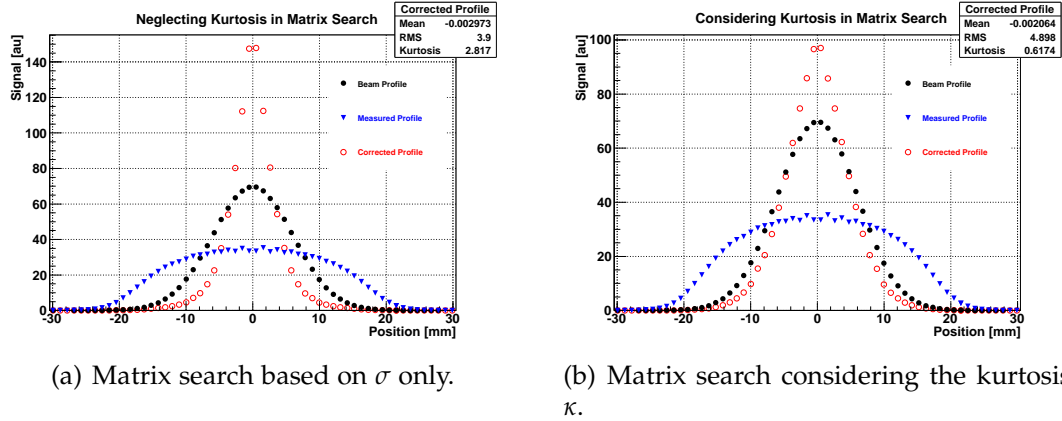 Neglecting Kurtosis in Matrix Search
Corrected Profile
Mean -0.002973
RMS 3.9
Kurtosis 2.817
Signal [au]
140
120
100
80
60
40
20
0
Beam Profile
Measured Profile
Corrected Profile
-30 -20 -10 0 10 20 30
Position [mm]
(a) Matrix search based on σ only.
Considering Kurtosis in Matrix Search
Corrected Profile
Mean -0.002064
RMS 4.898
Kurtosis 0.6174
Signal [au]
100
80
60
40
20
0
Beam Profile
Measured Profile
Corrected Profile
-30 -20 -10 0 10 20 30
Position [mm]
(b) Matrix search considering the kurtosis
κ.